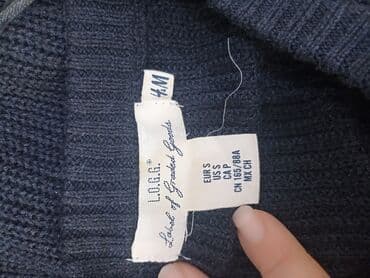 H&M
L.O.G.G.®
Label of Graded Goods
EUR S
US S
CA P
CN 165/88A
MX CH